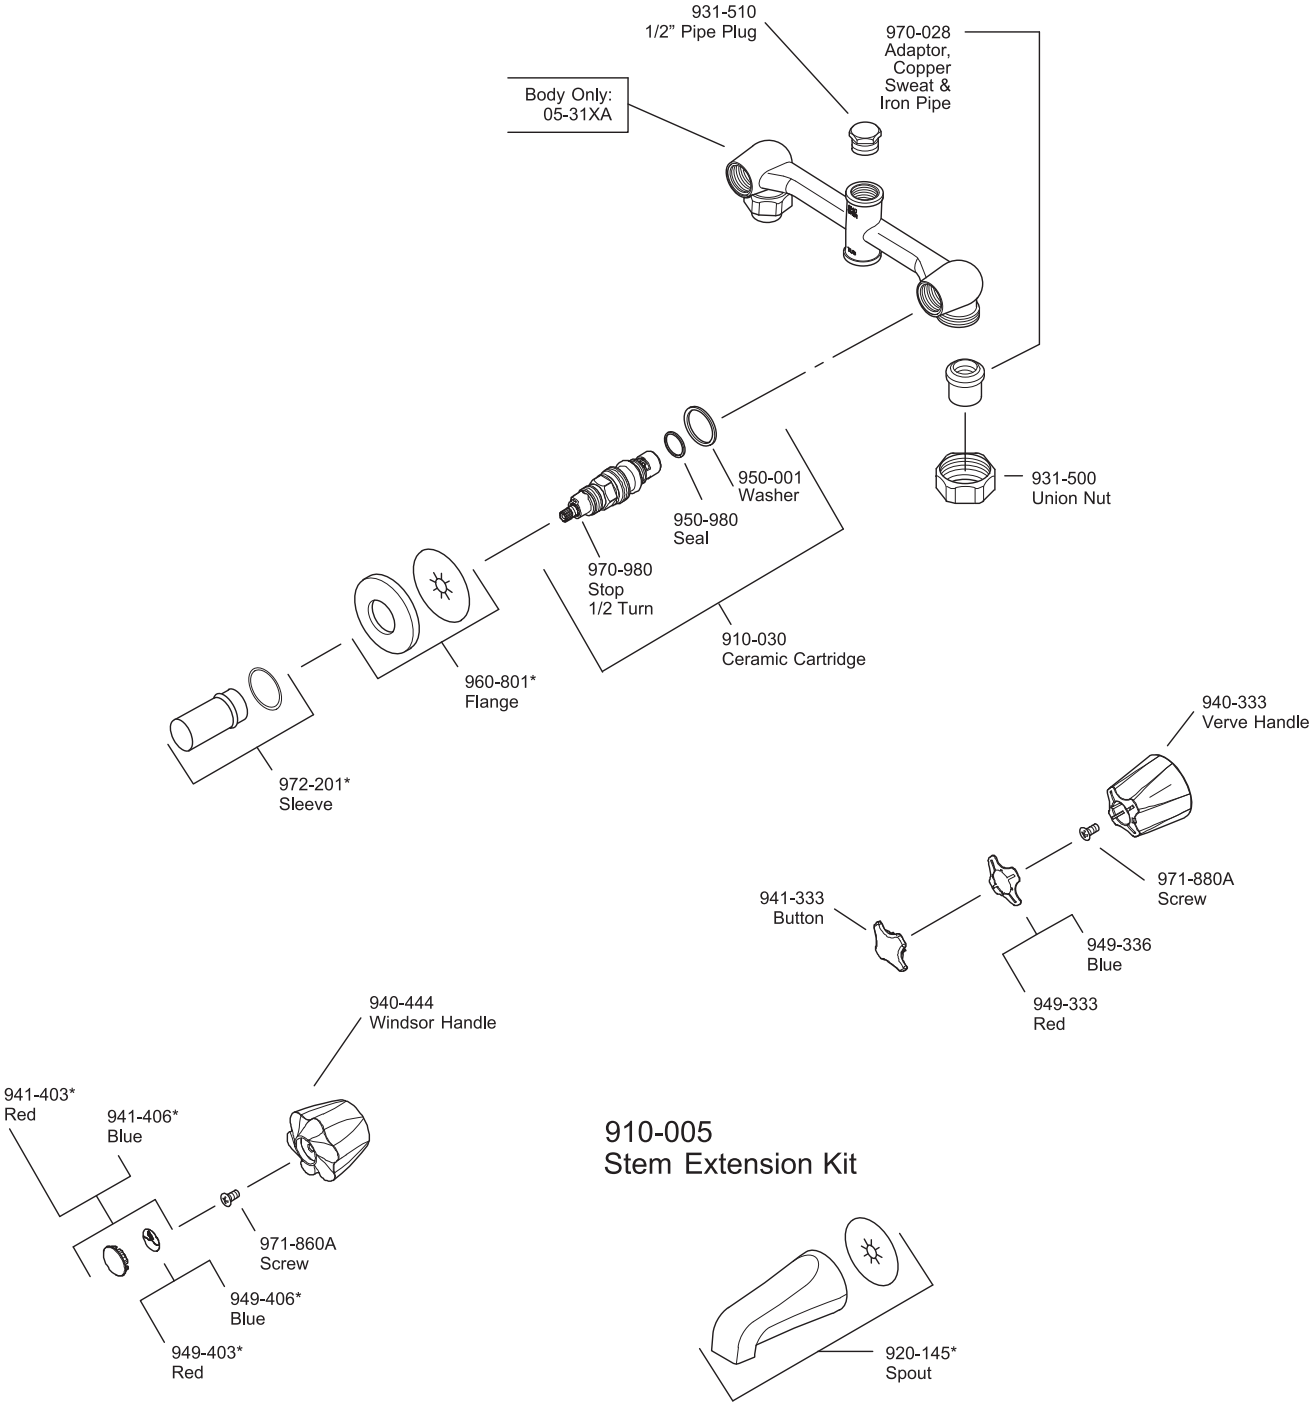 931-510
1/2” Pipe Plug
970-028
Adaptor,
Copper
Sweat &
Iron Pipe
Body Only:
05-31XA
950-001
Washer
931-500
Union Nut
950-980
Seal
970-980
Stop
1/2 Turn
910-030
Ceramic Cartridge
960-801*
Flange
972-201*
Sleeve
940-333
Verve Handle
971-880A
Screw
941-333
Button
949-336
Blue
949-333
Red
940-444
Windsor Handle
941-403*
Red
941-406*
Blue
971-860A
Screw
949-406*
Blue
949-403*
Red
910-005
Stem Extension Kit
920-145*
Spout